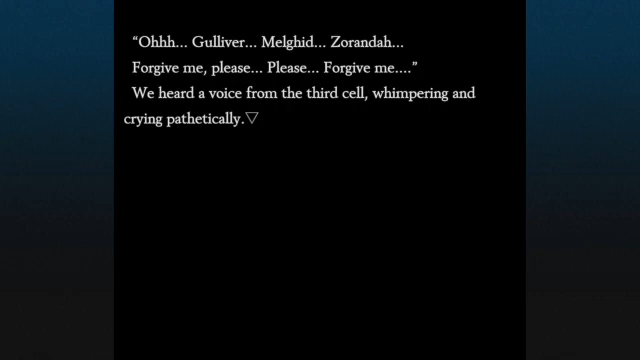 “Ohhh... Gulliver... Melghid... Zorandah...
Forgive me, please... Please... Forgive me....”
We heard a voice from the third cell, whimpering and
crying pathetically.▽